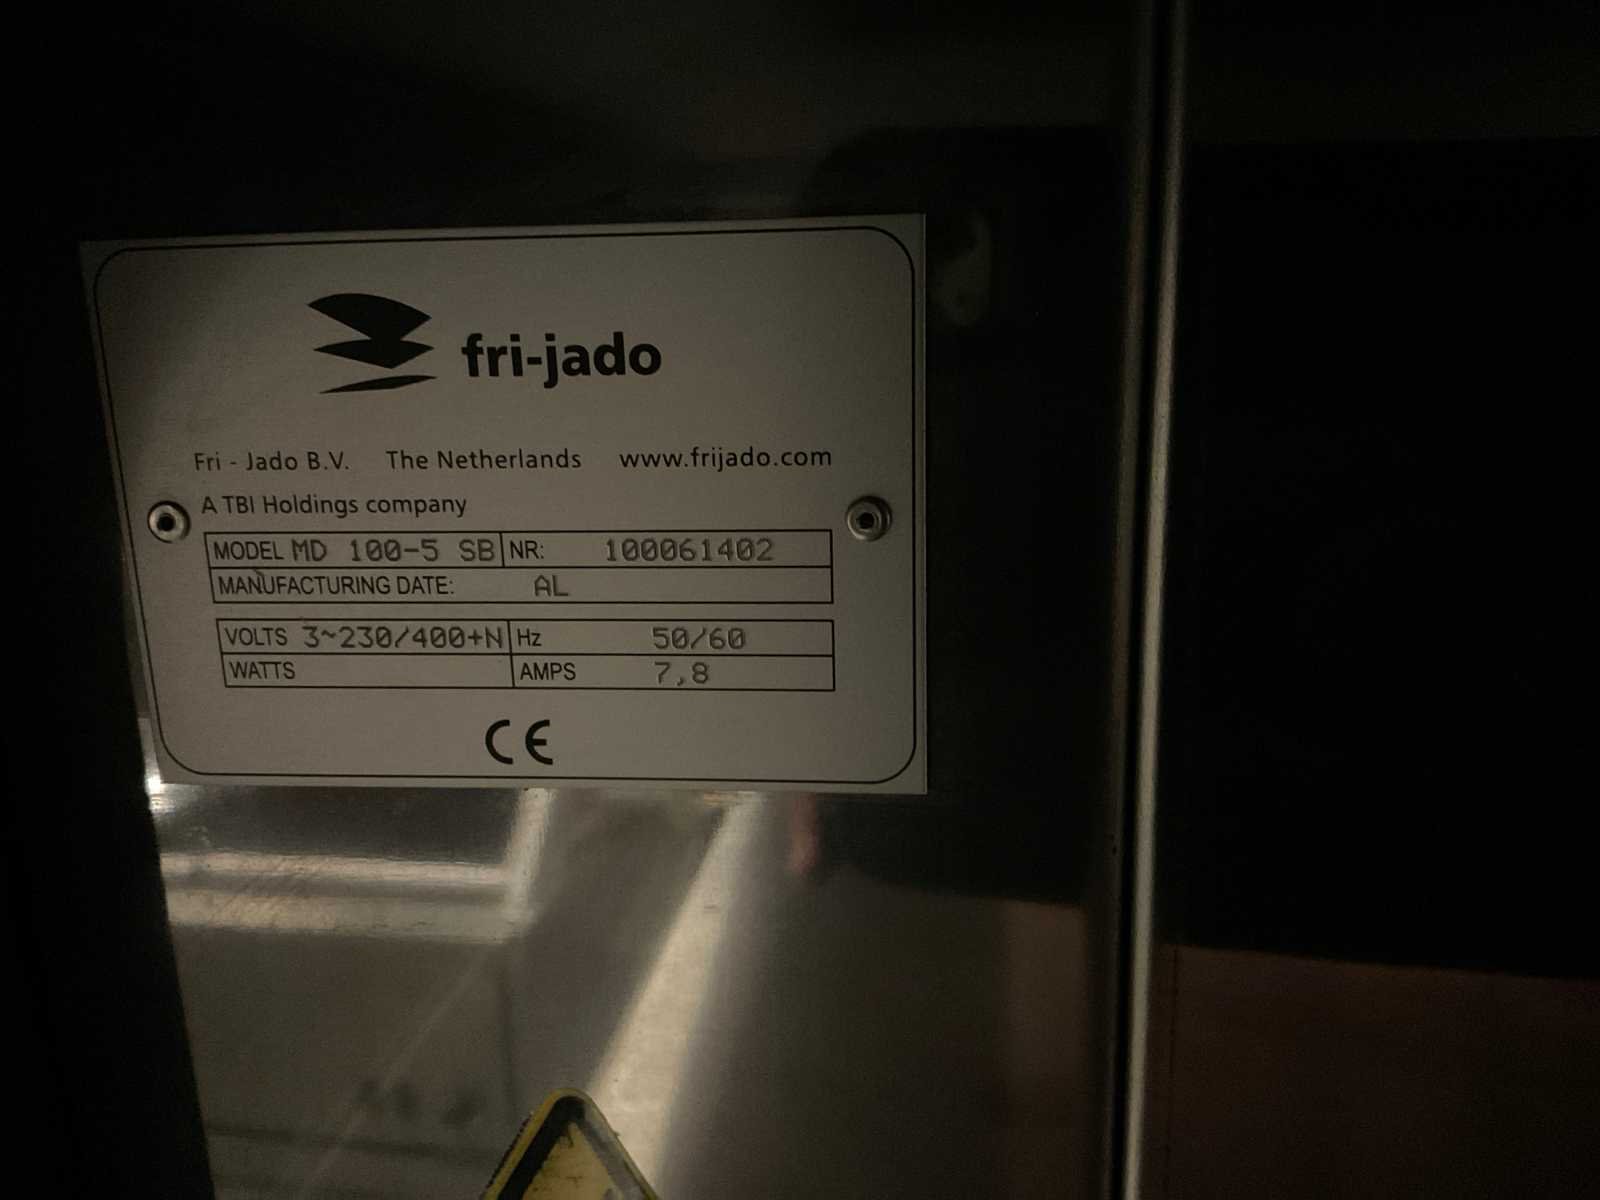 fri-jado
Fri - Jado B.V. The Netherlands www.frijado.com
A TBI Holdings company
MODEL MD 100-5 SB NR: 100061402
MANUFACTURING DATE: AL
VOLTS 3~230/400+N Hz 50/60
WATTS AMPS 7,8
CE